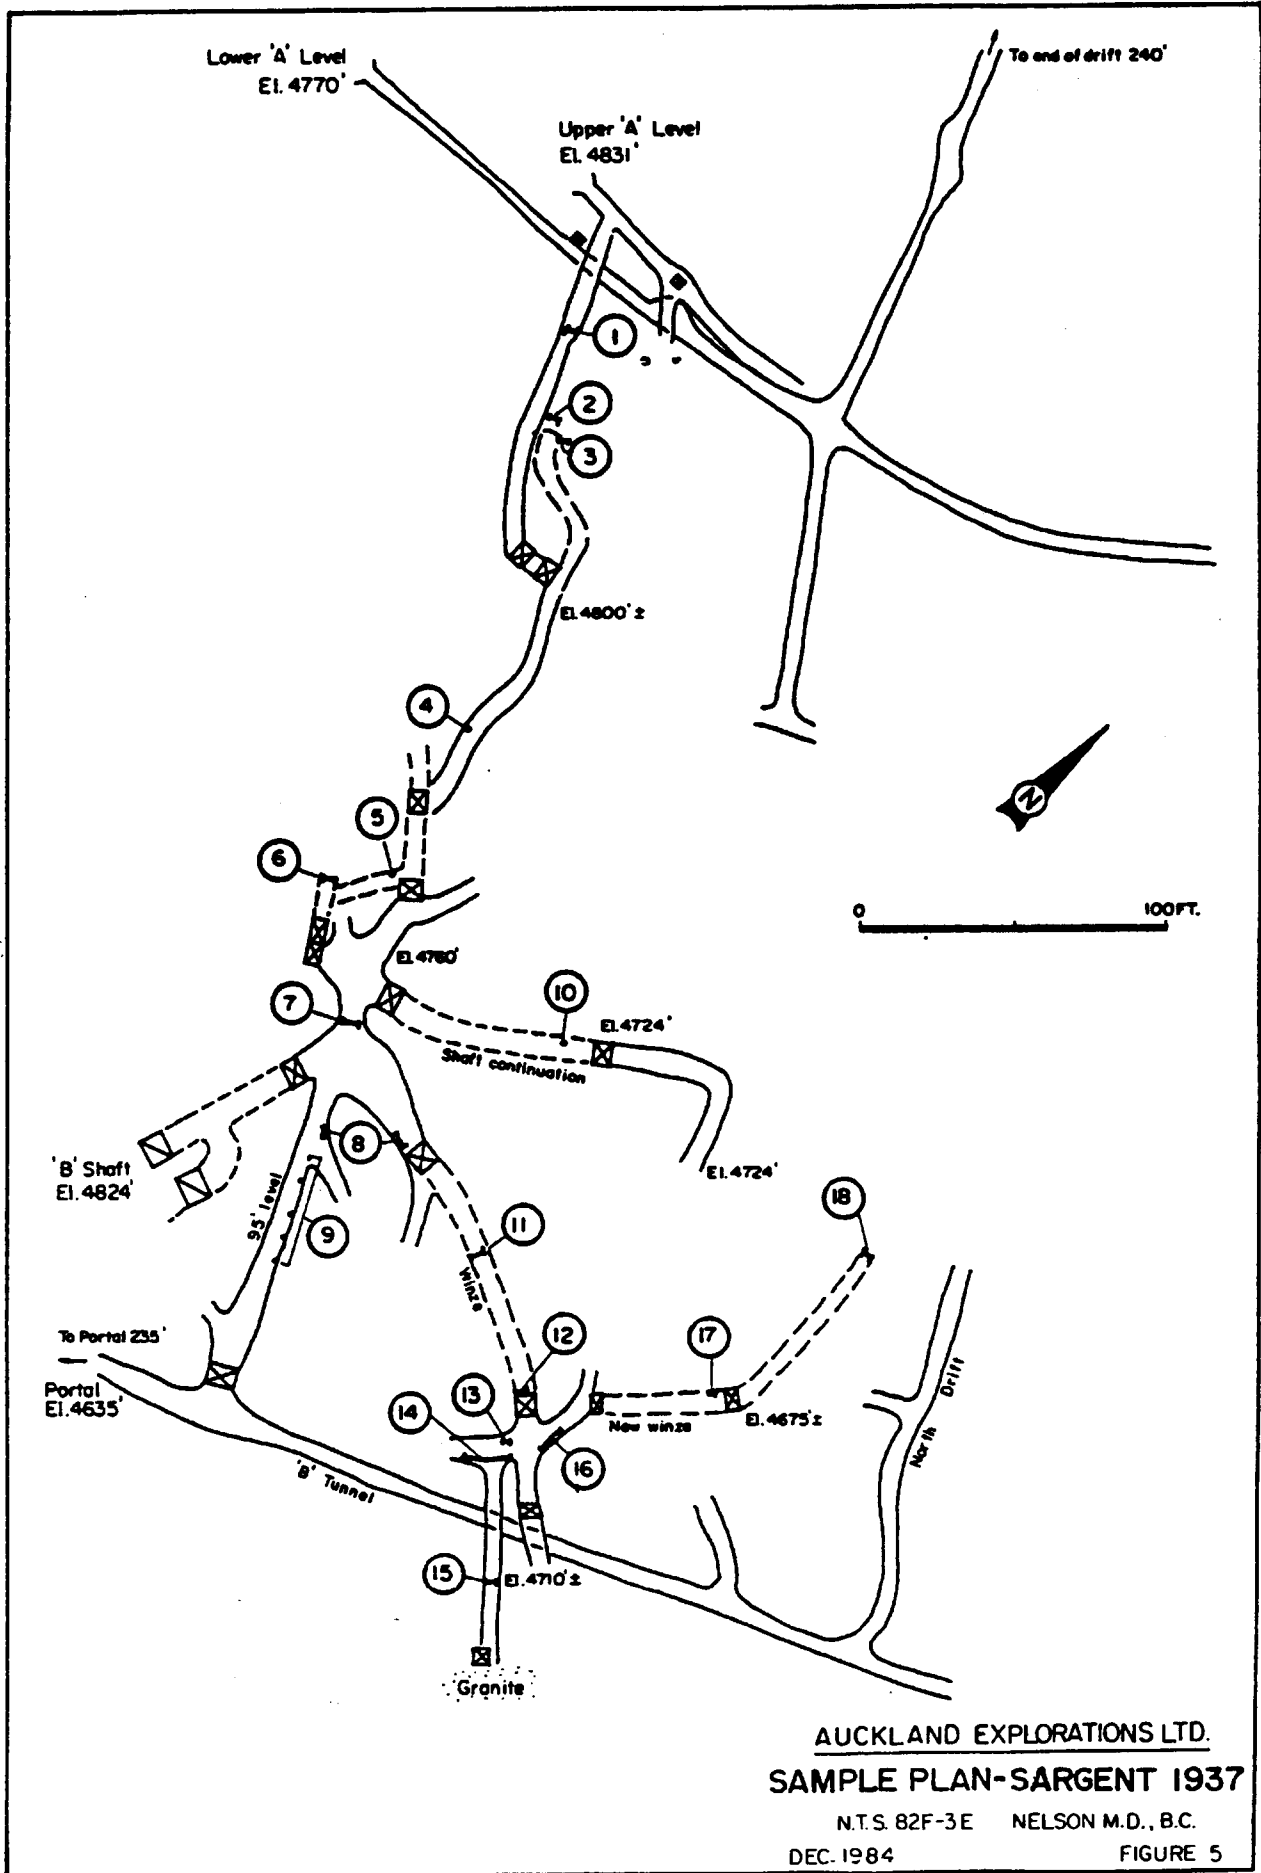 Lower 'A' Level
El. 4770'
To end of drift 240'
Upper 'A' Level
El. 4831'
1
2
3
El. 4800' ±
4
N
5
6
0 100FT.
El. 4760'
7
10
El. 4724'
Shaft continuation
8
El. 4724'
'B' Shaft
El. 4824'
95' level
9
11
18
Winze
To Portal 235'
12
17
Portal
El. 4635'
13
14
New winze
El. 4675' ±
North Drift
16
'B' Tunnel
15
El. 4710' ±
Granite
AUCKLAND EXPLORATIONS LTD.
SAMPLE PLAN-SARGENT 1937
N.T.S. 82F-3E NELSON M.D., B.C.
DEC. 1984 FIGURE 5